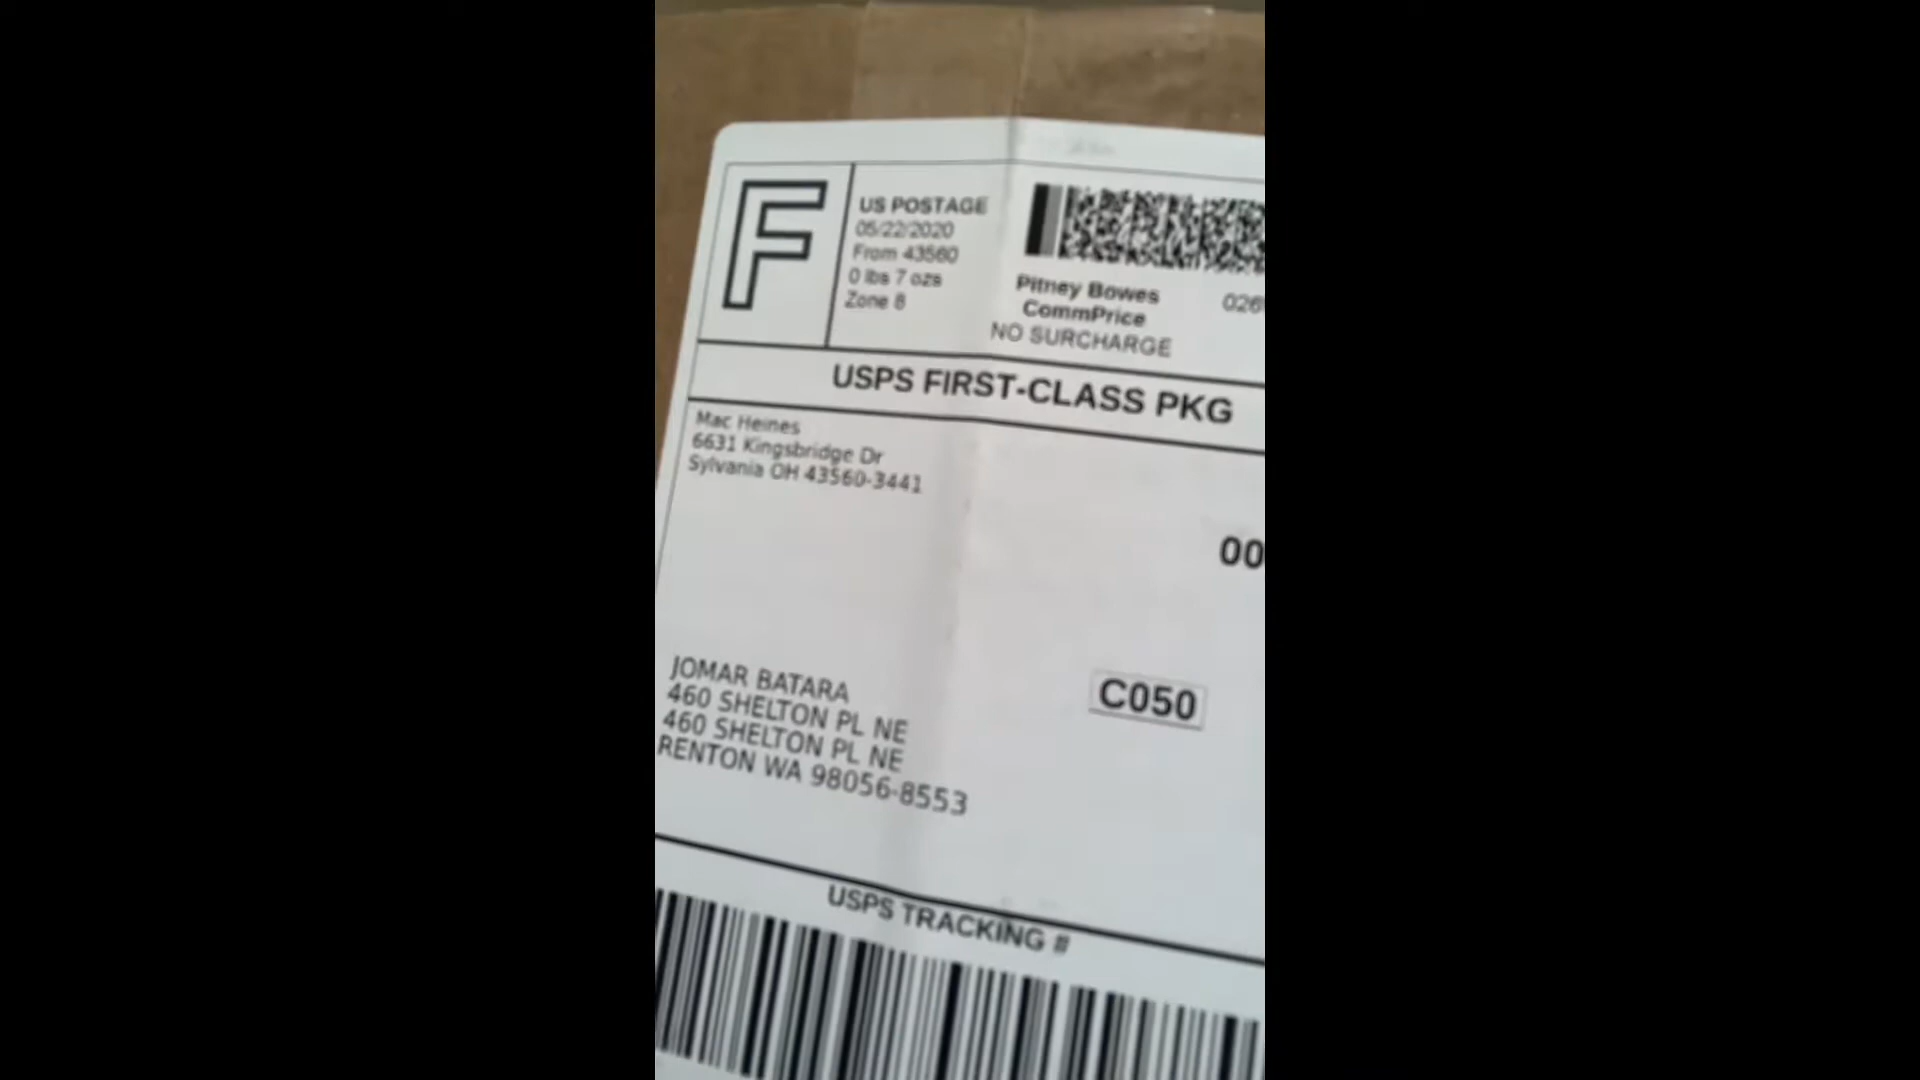 F
US POSTAGE
05/22/2020
From 43560
0 lbs 7 ozs
Zone 8
Pitney Bowes
CommPrice
NO SURCHARGE
026
USPS FIRST-CLASS PKG
Mac Heines
6631 Kingsbridge Dr
Sylvania OH 43560-3441
00
C050
JOMAR BATARA
460 SHELTON PL NE
460 SHELTON PL NE
RENTON WA 98056-8553
USPS TRACKING #